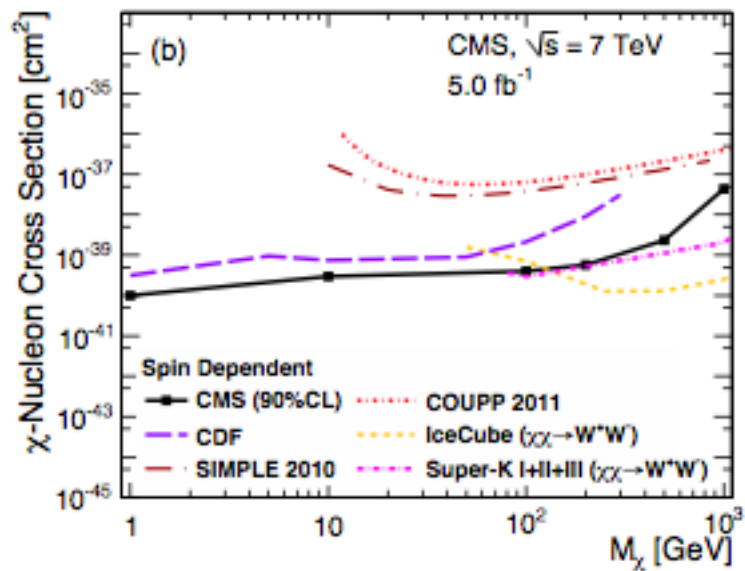 (b)
CMS, √s = 7 TeV
5.0 fb⁻¹
χ-Nucleon Cross Section [cm²]
10⁻³⁵
10⁻³⁷
10⁻³⁹
10⁻⁴¹
10⁻⁴³
10⁻⁴⁵
Spin Dependent
CMS (90%CL)
CDF
SIMPLE 2010
COUPP 2011
IceCube (χχ→W⁺W⁻)
Super-K I+II+III (χχ→W⁺W⁻)
1 10 10² 10³
Mχ [GeV]